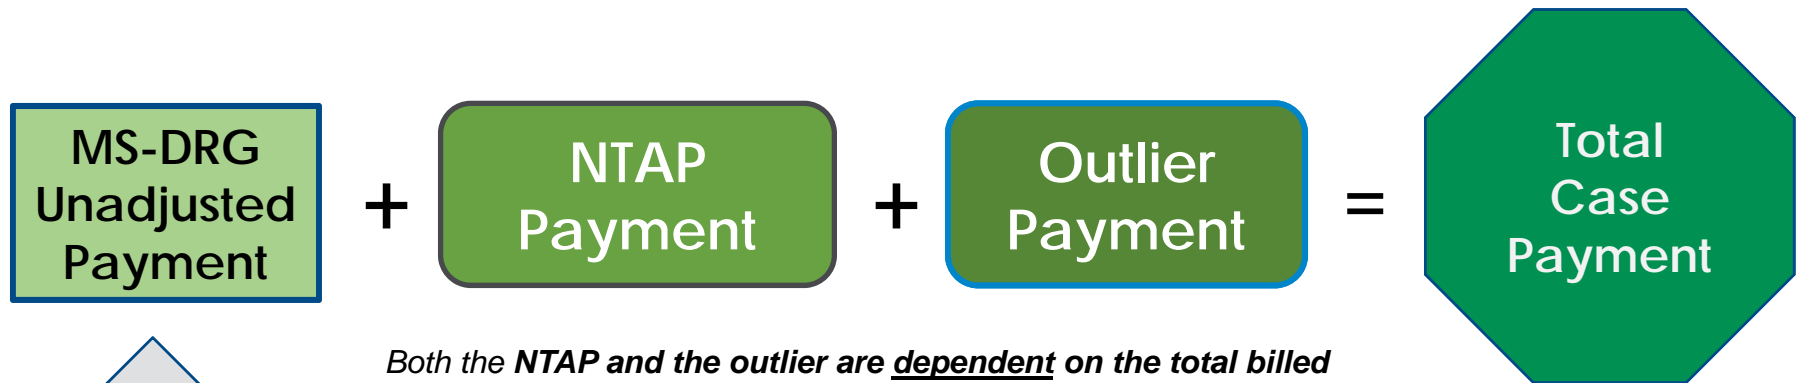 MS-DRG
Unadjusted
Payment
+
NTAP
Payment
+
Outlier
Payment
=
Total
Case
Payment
Both the NTAP and the outlier are dependent on the total billed